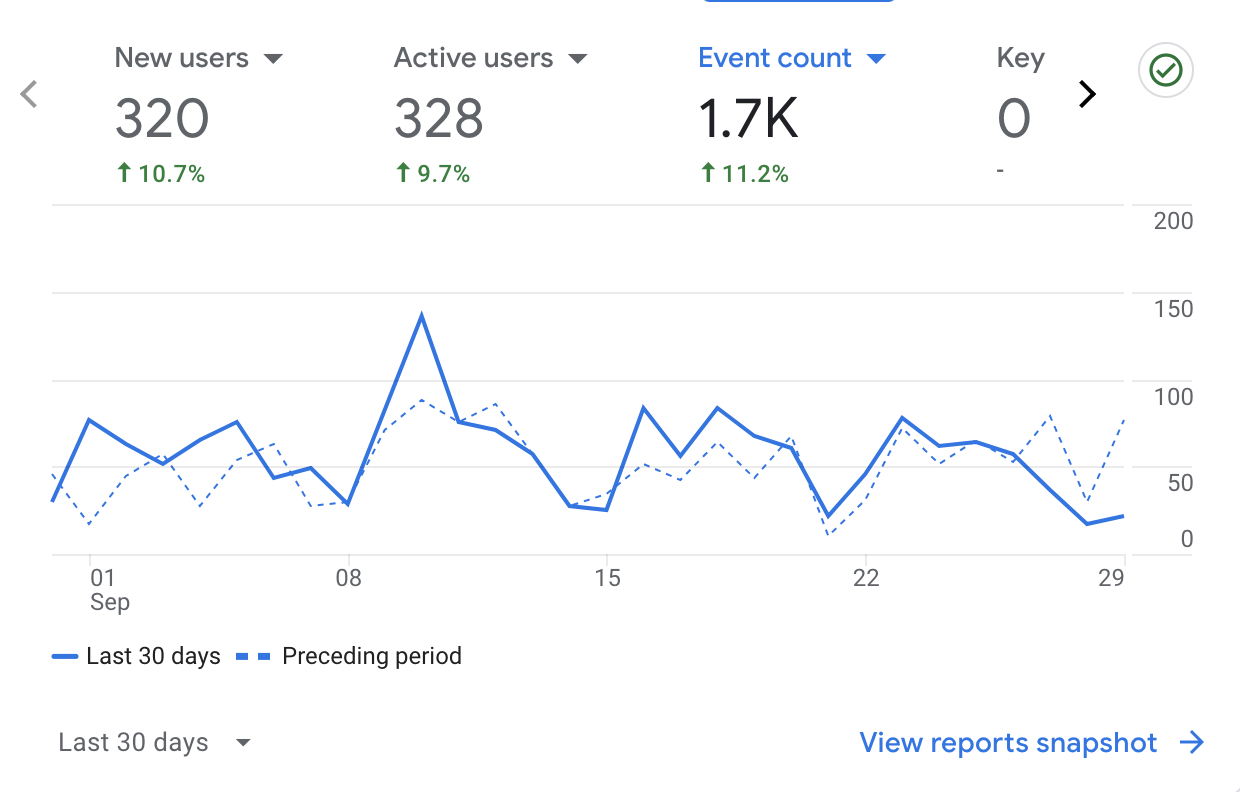 New users Active users Event count Key
320 328 1.7K 0
10.7% 9.7% 11.2% -
200
150
100
50
0
01 08 15 22 29
Sep
Last 30 days Preceding period
Last 30 days View reports snapshot